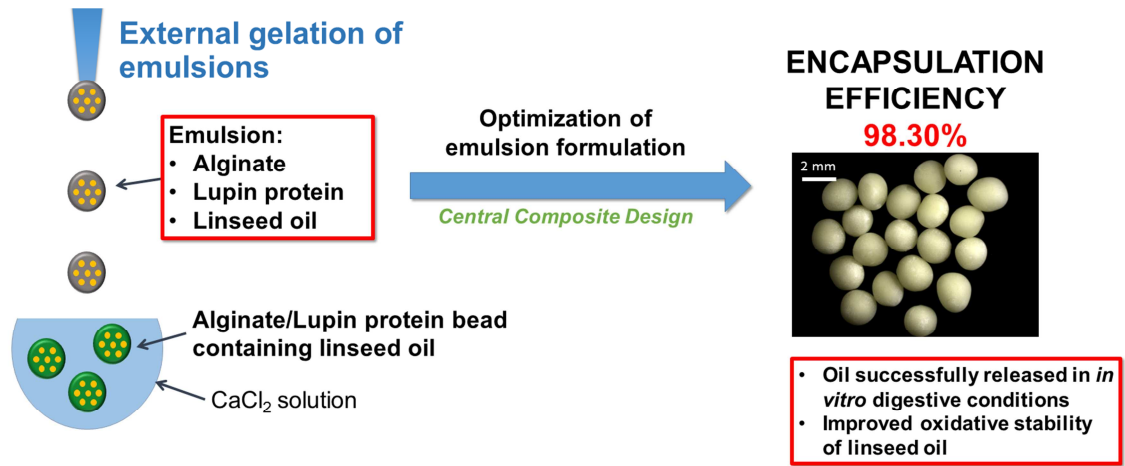 External gelation of
emulsions
Emulsion:
• Alginate
• Lupin protein
• Linseed oil
Alginate/Lupin protein bead
containing linseed oil
CaCl₂ solution
Optimization of
emulsion formulation
Central Composite Design
ENCAPSULATION
EFFICIENCY
98.30%
2 mm
• Oil successfully released in in
vitro digestive conditions
• Improved oxidative stability
of linseed oil